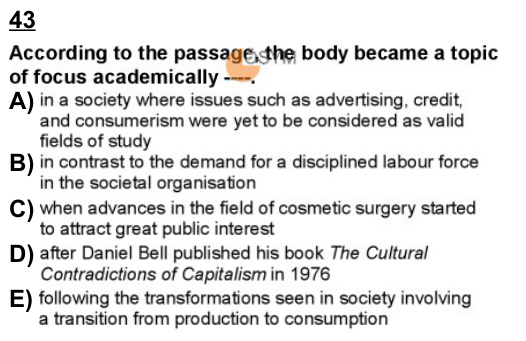 43
According to the passage, the body became a topic
of focus academically ----.
A) in a society where issues such as advertising, credit,
and consumerism were yet to be considered as valid
fields of study
B) in contrast to the demand for a disciplined labour force
in the societal organisation
C) when advances in the field of cosmetic surgery started
to attract great public interest
D) after Daniel Bell published his book The Cultural
Contradictions of Capitalism in 1976
E) following the transformations seen in society involving
a transition from production to consumption